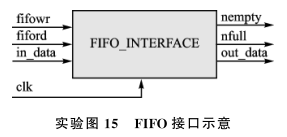 fifowr
fiford
in_data
clk
FIFO_INTERFACE
nempty
nfull
out_data
实验图 15 FIFO 接口示意